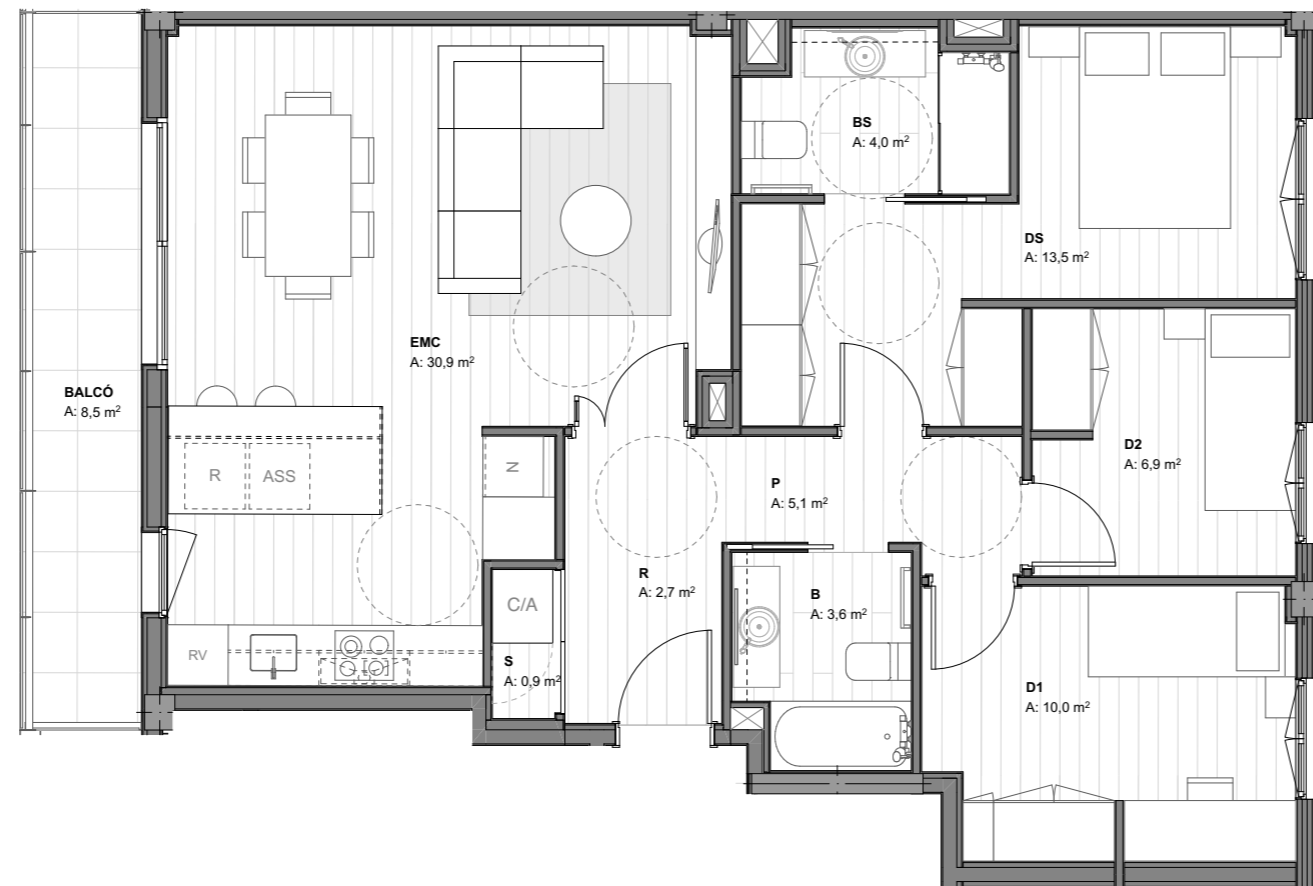 BS
A: 4,0 m²
DS
A: 13,5 m²
EMC
A: 30,9 m²
BALCÓ
A: 8,5 m²
D2
A: 6,9 m²
N
R
ASS
P
A: 5,1 m²
R
A: 2,7 m²
B
A: 3,6 m²
C/A
RV
S
A: 0,9 m²
D1
A: 10,0 m²